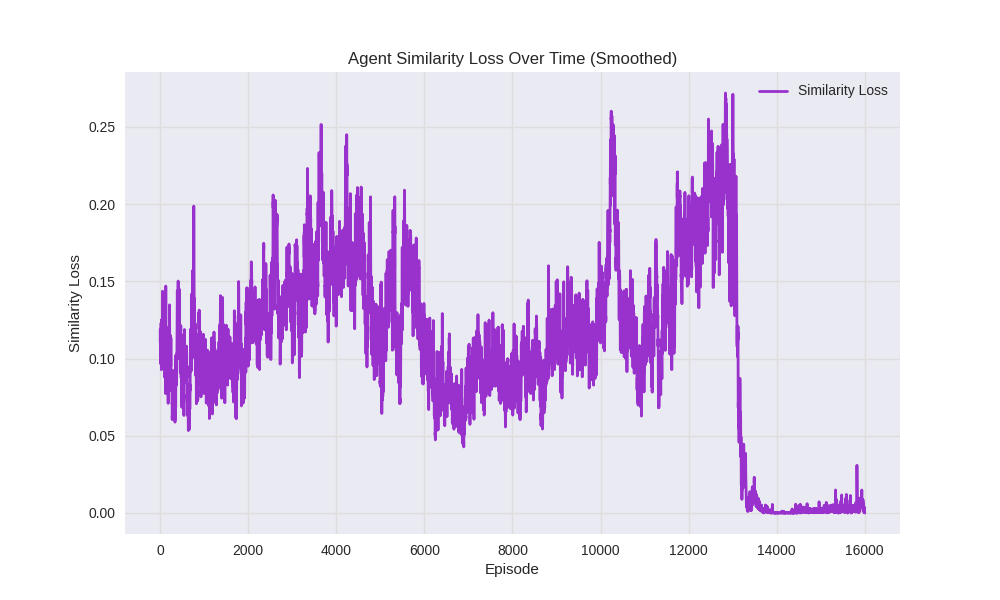 Agent Similarity Loss Over Time (Smoothed)
Similarity Loss
0.25
0.20
0.15
0.10
0.05
0.00
Similarity Loss
0 2000 4000 6000 8000 10000 12000 14000 16000
Episode